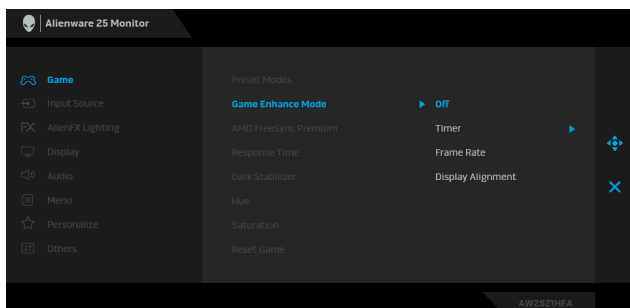 Alienware 25 Monitor
Game
Input Source
AlienFX Lighting
Display
Audio
Menu
Personalize
Others
Preset Modes
Game Enhance Mode
AMD FreeSync Premium
Response Time
Dark Stabilizer
Hue
Saturation
Reset Game
Off
Timer
Frame Rate
Display Alignment
AW2521HFA